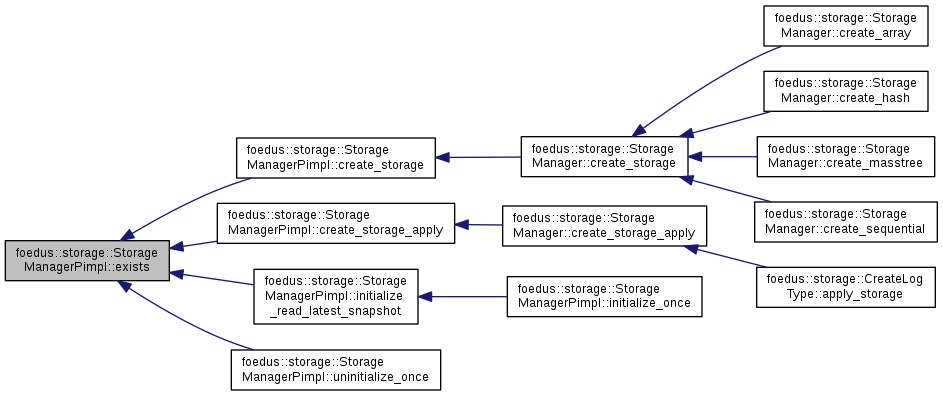 foedus::storage::Storage
ManagerPimpl::exists
foedus::storage::Storage
ManagerPimpl::create_storage
foedus::storage::Storage
ManagerPimpl::create_storage_apply
foedus::storage::Storage
ManagerPimpl::initialize
_read_latest_snapshot
foedus::storage::Storage
ManagerPimpl::uninitialize_once
foedus::storage::Storage
Manager::create_storage
foedus::storage::Storage
Manager::create_storage_apply
foedus::storage::Storage
ManagerPimpl::initialize_once
foedus::storage::Storage
Manager::create_array
foedus::storage::Storage
Manager::create_hash
foedus::storage::Storage
Manager::create_masstree
foedus::storage::Storage
Manager::create_sequential
foedus::storage::CreateLog
Type::apply_storage